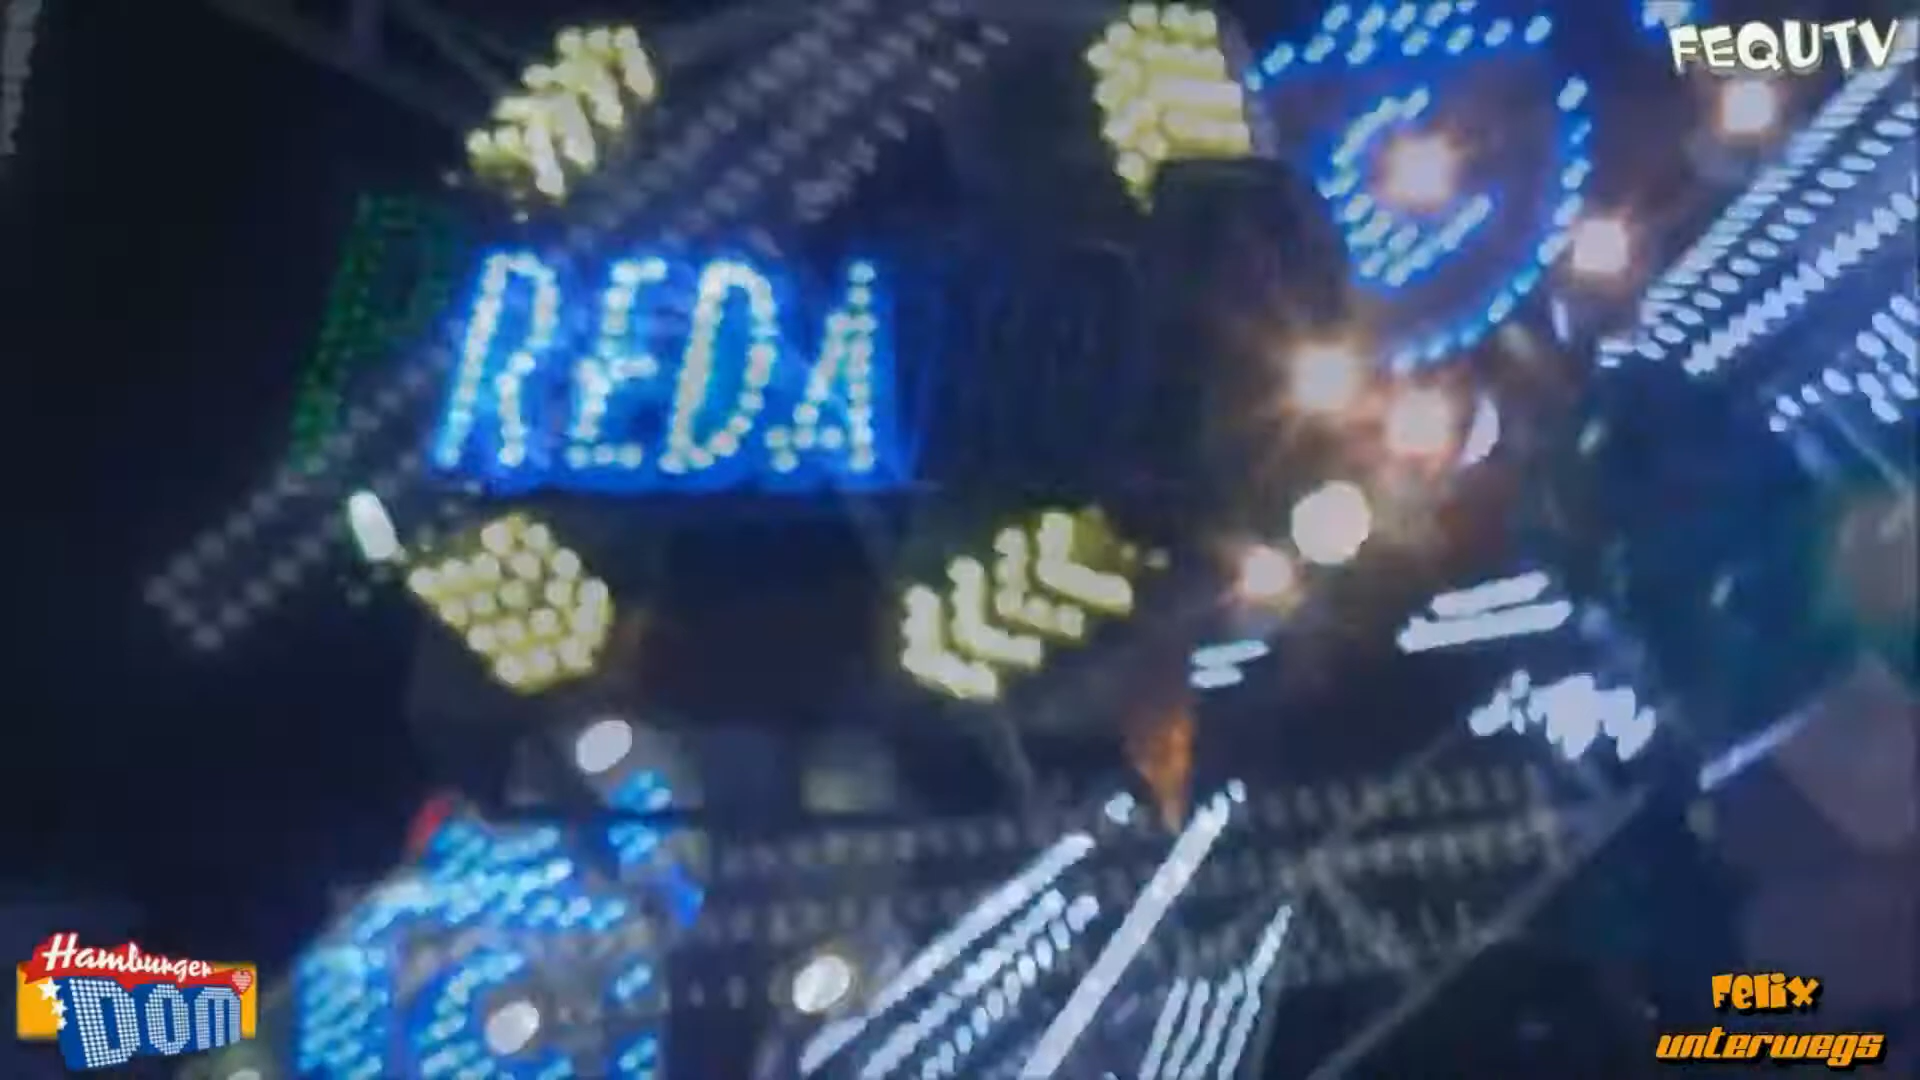 FEQUTV
REDA
Hamburger
DOM
Felix
unterwegs